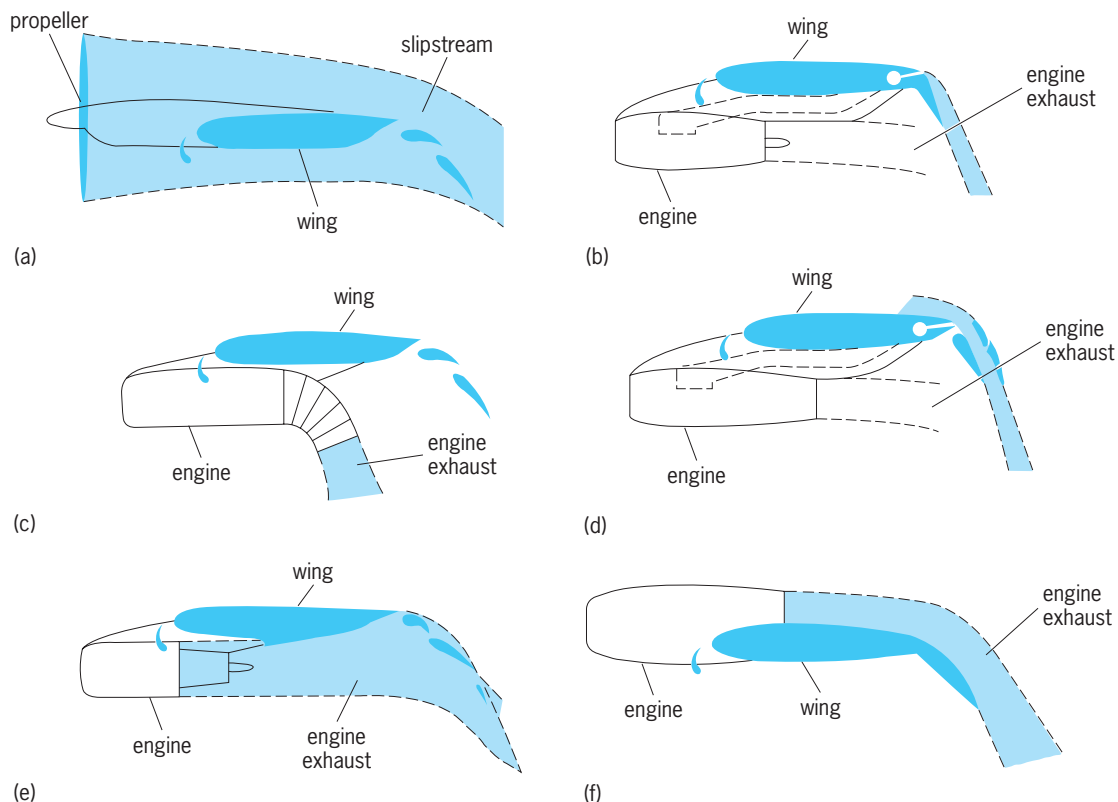 propeller
slipstream
wing
(a)
wing
engine
exhaust
engine
(b)
wing
engine
engine
exhaust
(c)
wing
engine
exhaust
engine
(d)
wing
engine
engine
exhaust
(e)
engine
exhaust
engine
wing
(f)